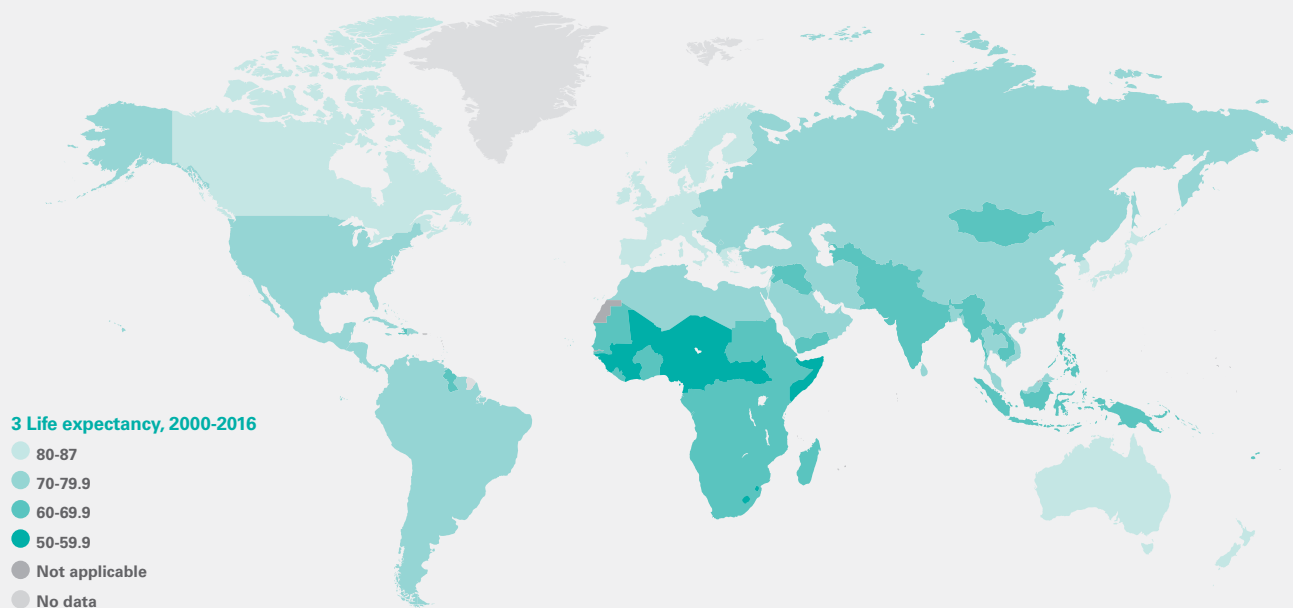 3 Life expectancy, 2000-2016
80-87
70-79.9
60-69.9
50-59.9
Not applicable
No data